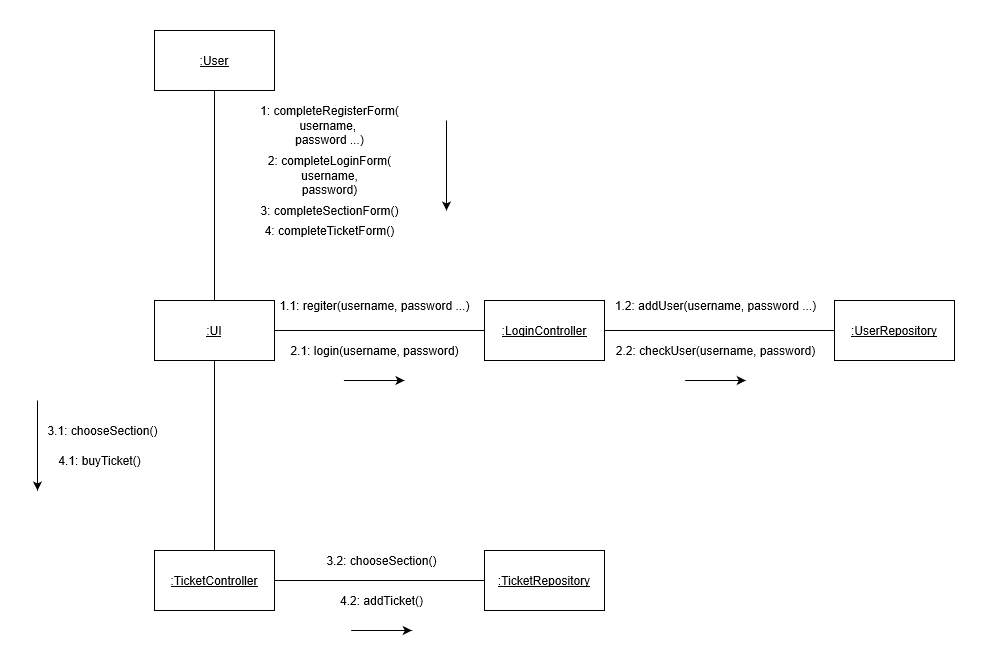 :User
1: completeRegisterForm(
username,
password ...)
2: completeLoginForm(
username,
password)
3: completeSectionForm()
4: completeTicketForm()
:UI
1.1: regiter(username, password ...)
2.1: login(username, password)
:LoginController
1.2: addUser(username, password ...)
2.2: checkUser(username, password)
:UserRepository
3.1: chooseSection()
4.1: buyTicket()
:TicketController
3.2: chooseSection()
4.2: addTicket()
:TicketRepository